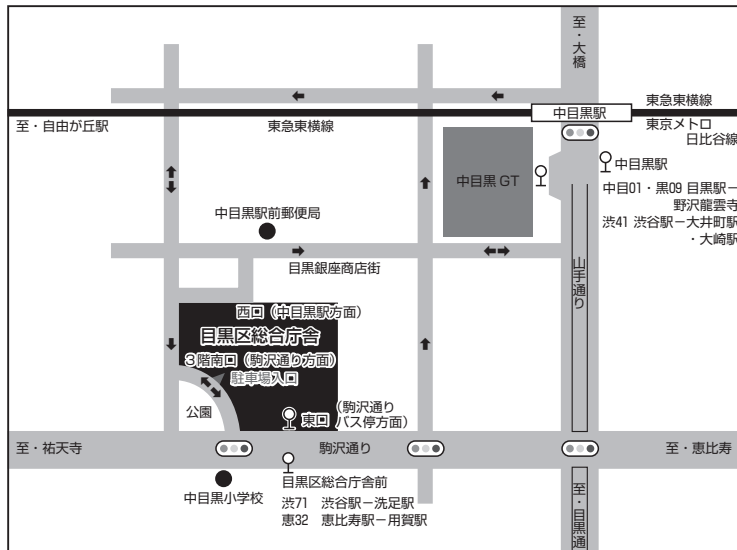 至・大橋
中目黒駅
東急東横線
至・自由が丘駅
東急東横線
東京メトロ
日比谷線
中目黒 GT
中目黒駅
中目01・黒09 目黒駅−
野沢龍雲寺
渋41 渋谷駅−大井町駅
・大崎駅
中目黒駅前郵便局
目黒銀座商店街
山手通り
西口（中目黒駅方面）
目黒区総合庁舎
3階南口（駒沢通り方面）
駐車場入口
公園
東口（駒沢通り
バス停方面）
至・祐天寺
駒沢通り
至・恵比寿
目黒区総合庁舎前
中目黒小学校
渋71　渋谷駅−洗足駅
恵32　恵比寿駅−用賀駅
至・目黒通